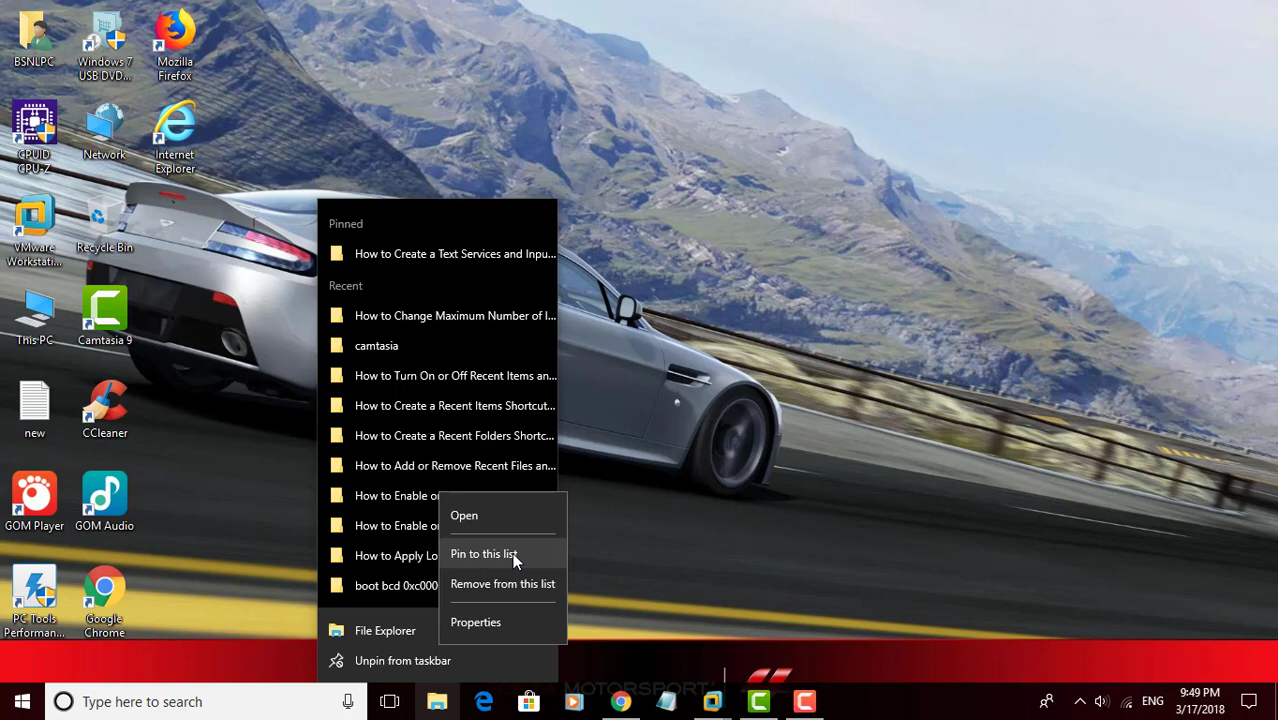 BSNLPC
Windows 7
USB DVD...
Mozilla
Firefox
CPUID
CPU-Z
Network
Internet
Explorer
VMware
Workstati...
Recycle Bin
This PC
Camtasia 9
new
CCleaner
GOM Player
GOM Audio
PC Tools
Performan...
Google
Chrome
Pinned
How to Create a Text Services and Inpu...
Recent
How to Change Maximum Number of I...
camtasia
How to Turn On or Off Recent Items an...
How to Create a Recent Items Shortcut...
How to Create a Recent Folders Shortc...
How to Add or Remove Recent Files an...
How to Enable or
How to Enable or
How to Apply Lo
boot bcd 0xc000
File Explorer
Unpin from taskbar
Open
Pin to this list
Remove from this list
Properties
MOTORSPORT
Type here to search
ENG
9:49 PM
3/17/2018